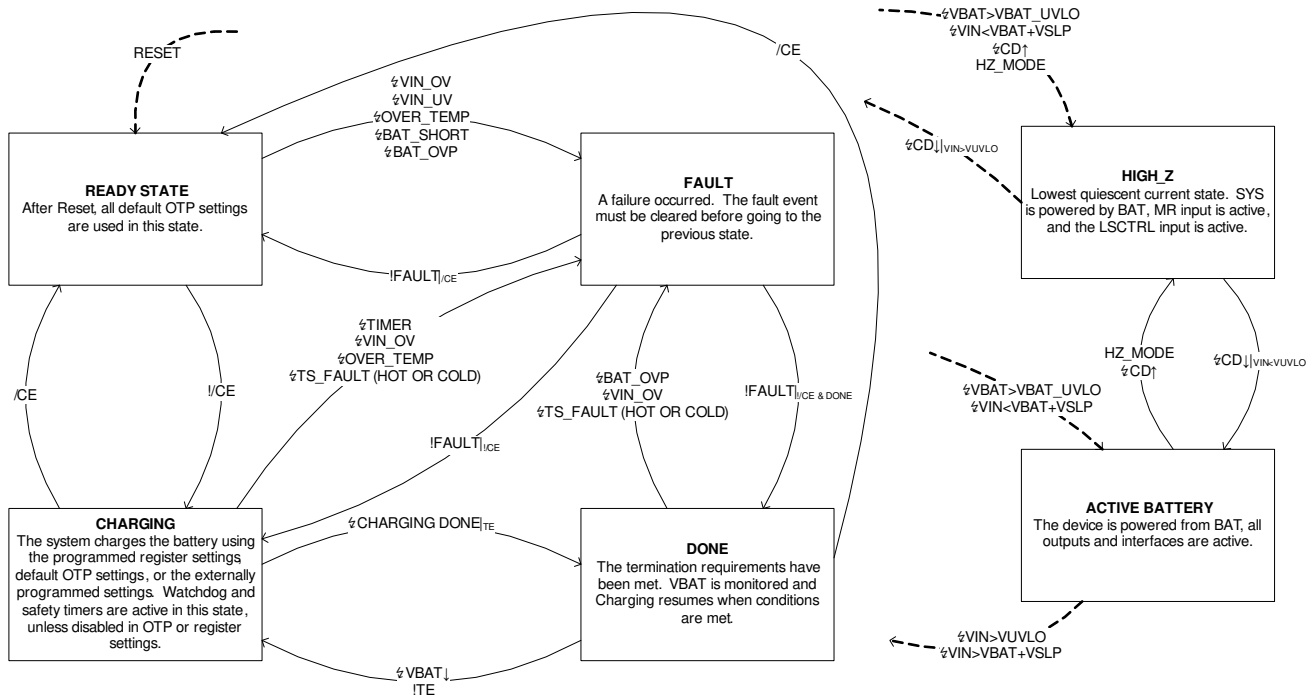 RESET
/CE
↯VIN_OV
↯VIN_UV
↯OVER_TEMP
↯BAT_SHORT
↯BAT_OVP
READY STATE
After Reset, all default OTP settings
are used in this state.
FAULT
A failure occurred. The fault event
must be cleared before going to the
previous state.
!FAULT|/CE
↯TIMER
↯VIN_OV
↯OVER_TEMP
↯TS_FAULT (HOT OR COLD)
/CE
!/CE
↯BAT_OVP
↯VIN_OV
↯TS_FAULT (HOT OR COLD)
!FAULT|!/CE & DONE
!FAULT|!/CE
CHARGING
The system charges the battery using
the programmed register settings,
default OTP settings, or the externally
programmed settings. Watchdog and
safety timers are active in this state,
unless disabled in OTP or register
settings.
↯CHARGING DONE|TE
DONE
The termination requirements have
been met. VBAT is monitored and
Charging resumes when conditions
are met.
↯VBAT↓
!TE
↯VBAT>VBAT_UVLO
↯VIN<VBAT+VSLP
↯CD↑
HZ_MODE
↯CD↓|VIN>VUVLO
HIGH_Z
Lowest quiescent current state. SYS
is powered by BAT, MR input is active,
and the LSCTRL input is active.
HZ_MODE
↯CD↑
↯CD↓|VIN<VUVLO
↯VBAT>VBAT_UVLO
↯VIN<VBAT+VSLP
ACTIVE BATTERY
The device is powered from BAT, all
outputs and interfaces are active.
↯VIN>VUVLO
↯VIN>VBAT+VSLP